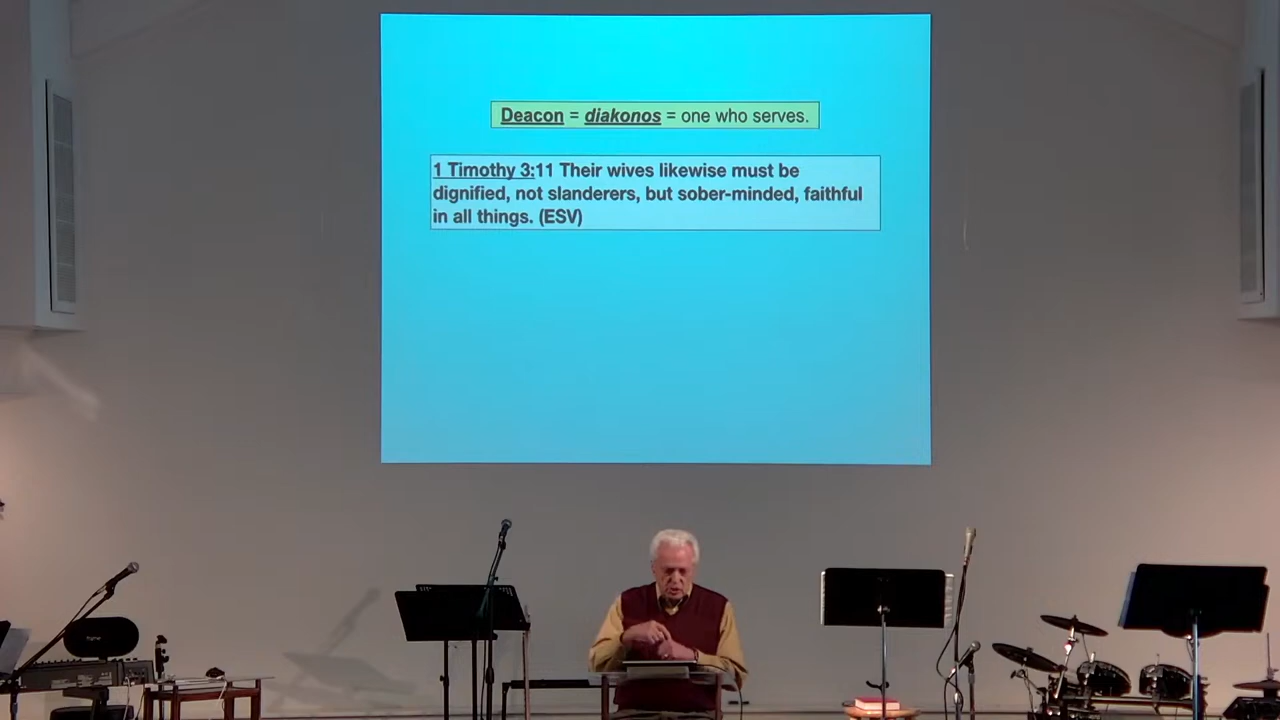 Deacon = diakonos = one who serves.
1 Timothy 3:11 Their wives likewise must be
dignified, not slanderers, but sober-minded, faithful
in all things. (ESV)